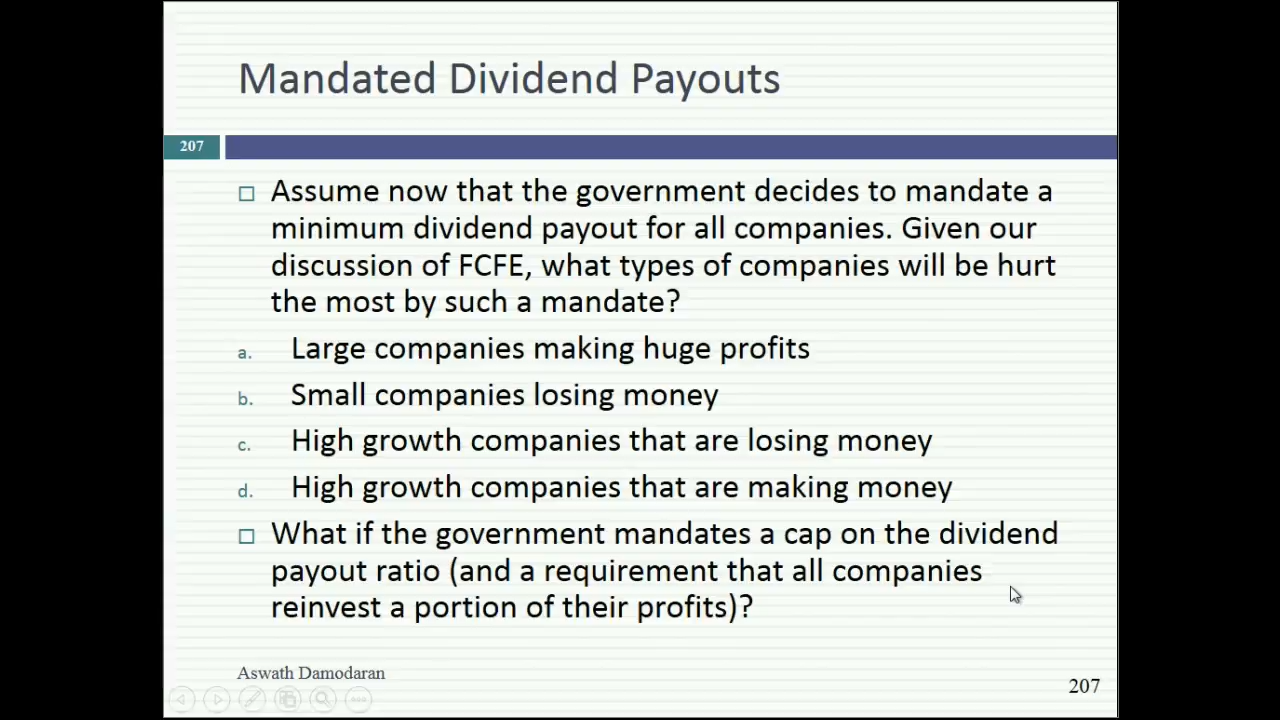 Mandated Dividend Payouts
207
Assume now that the government decides to mandate a
minimum dividend payout for all companies. Given our
discussion of FCFE, what types of companies will be hurt
the most by such a mandate?
a. Large companies making huge profits
b. Small companies losing money
c. High growth companies that are losing money
d. High growth companies that are making money
What if the government mandates a cap on the dividend
payout ratio (and a requirement that all companies
reinvest a portion of their profits)?
Aswath Damodaran
207